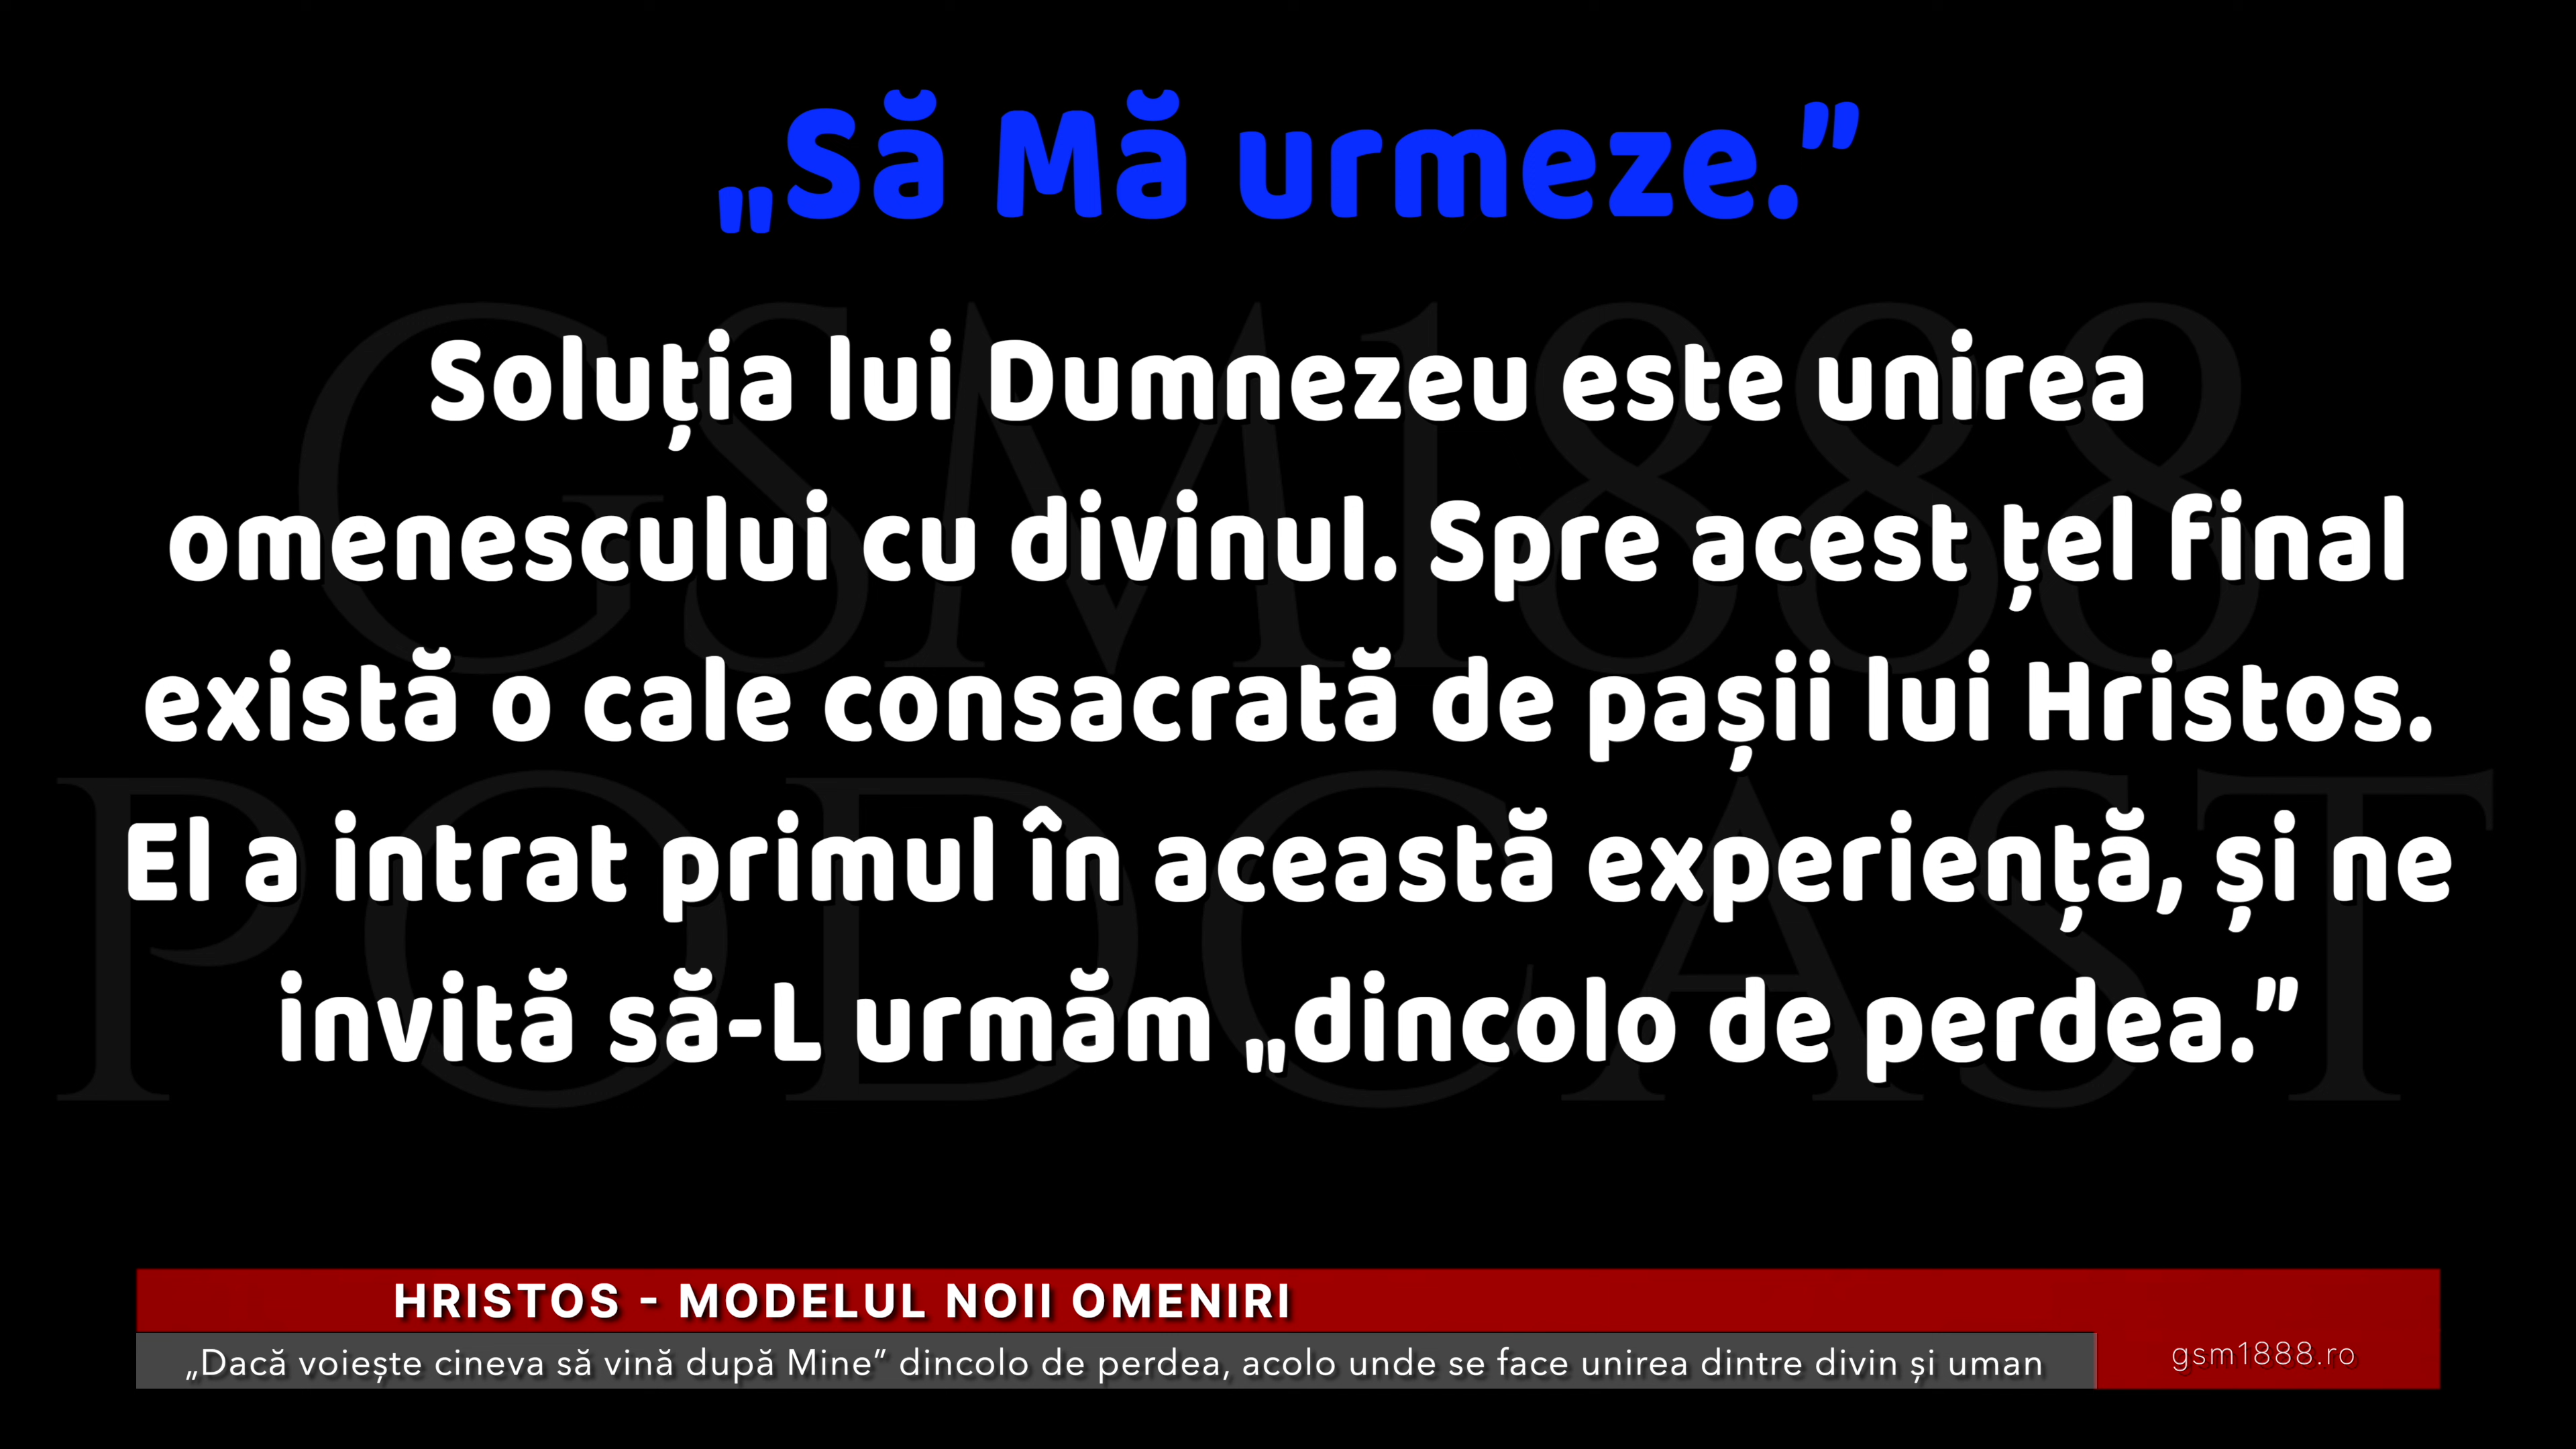 „Să Mă urmeze.”
Soluția lui Dumnezeu este unirea
omenescului cu divinul. Spre acest țel final
există o cale consacrată de pașii lui Hristos.
El a intrat primul în această experiență, și ne
invită să-L urmăm „dincolo de perdea.”
GSM1888
PODCAST
HRISTOS - MODELUL NOII OMENIRI
„Dacă voiește cineva să vină după Mine” dincolo de perdea, acolo unde se face unirea dintre divin și uman
gsm1888.ro